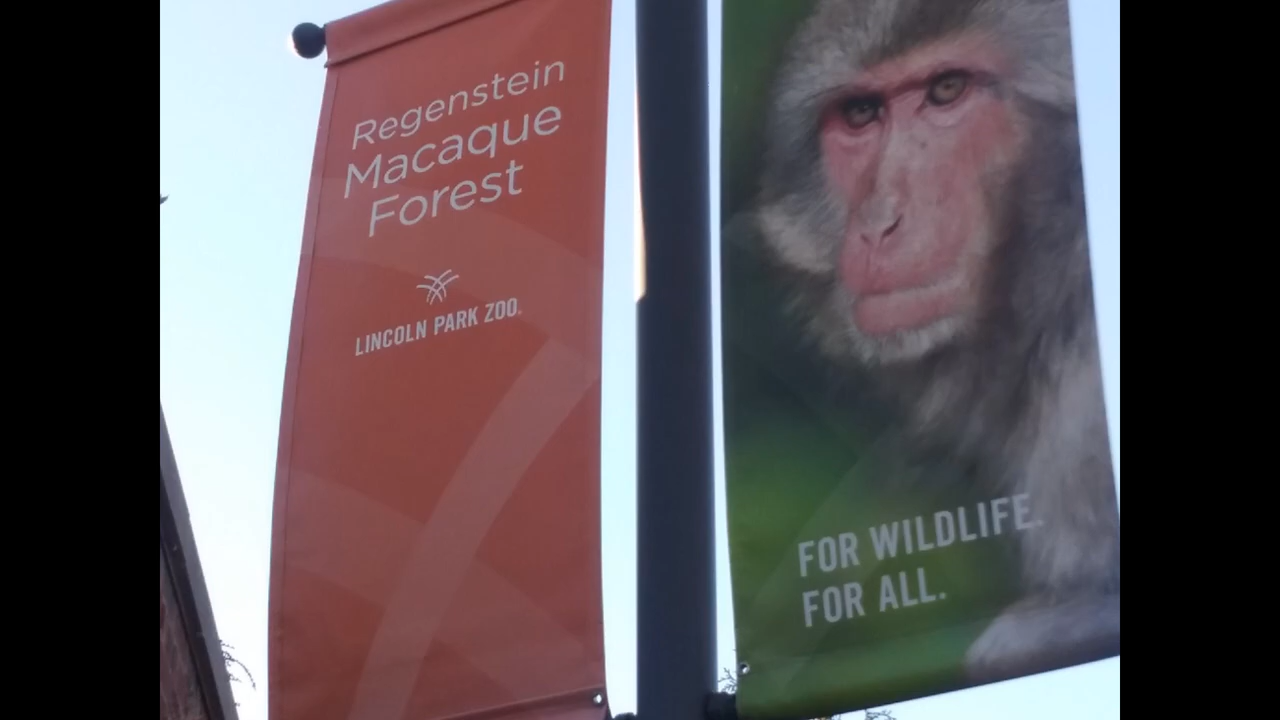 Regenstein
Macaque
Forest
LINCOLN PARK ZOO.
FOR WILDLIFE.
FOR ALL.